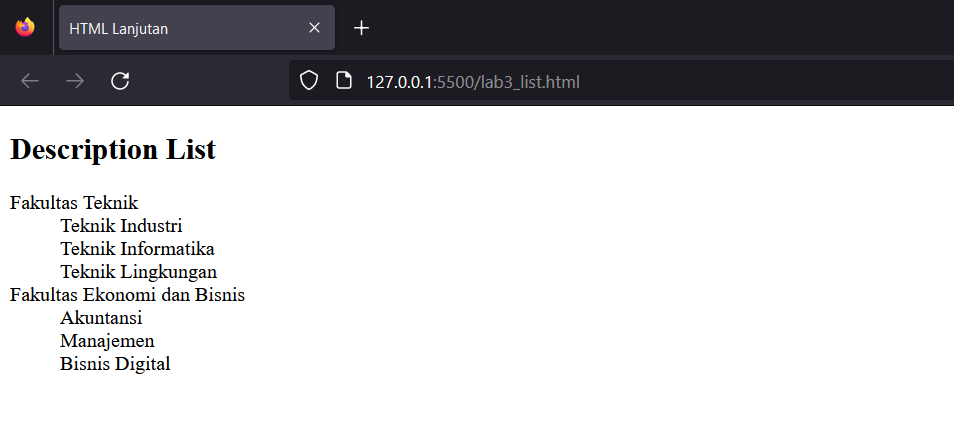 HTML Lanjutan
127.0.0.1:5500/lab3_list.html
Description List
Fakultas Teknik
Teknik Industri
Teknik Informatika
Teknik Lingkungan
Fakultas Ekonomi dan Bisnis
Akuntansi
Manajemen
Bisnis Digital